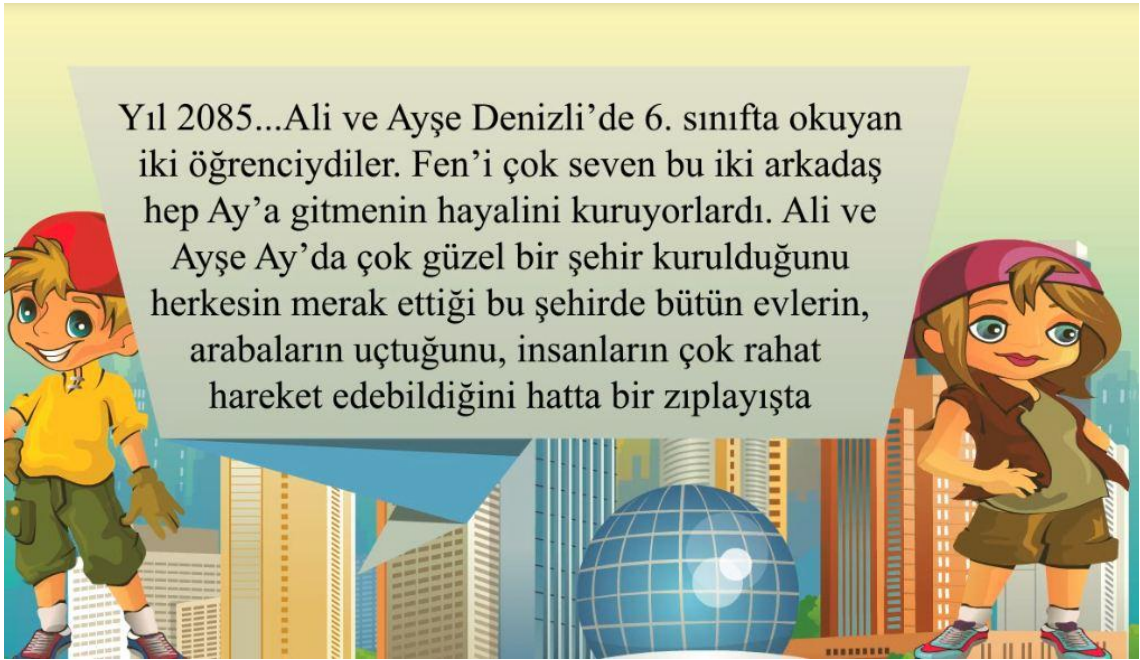 Yıl 2085...Ali ve Ayşe Denizli’de 6. sınıfta okuyan
iki öğrenciydiler. Fen’i çok seven bu iki arkadaş
hep Ay’a gitmenin hayalini kuruyorlardı. Ali ve
Ayşe Ay’da çok güzel bir şehir kurulduğunu
herkesin merak ettiği bu şehirde bütün evlerin,
arabaların uçtuğunu, insanların çok rahat
hareket edebildiğini hatta bir zıplayışta